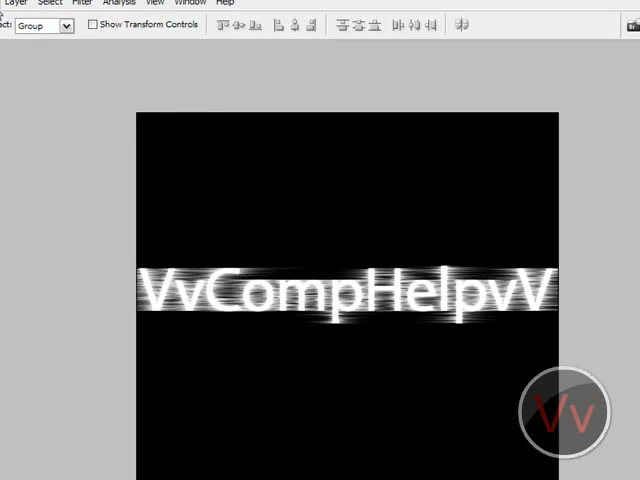 Layer Select Filter Analysis View Window Help
Group Show Transform Controls
VvCompHelpvV
Vv